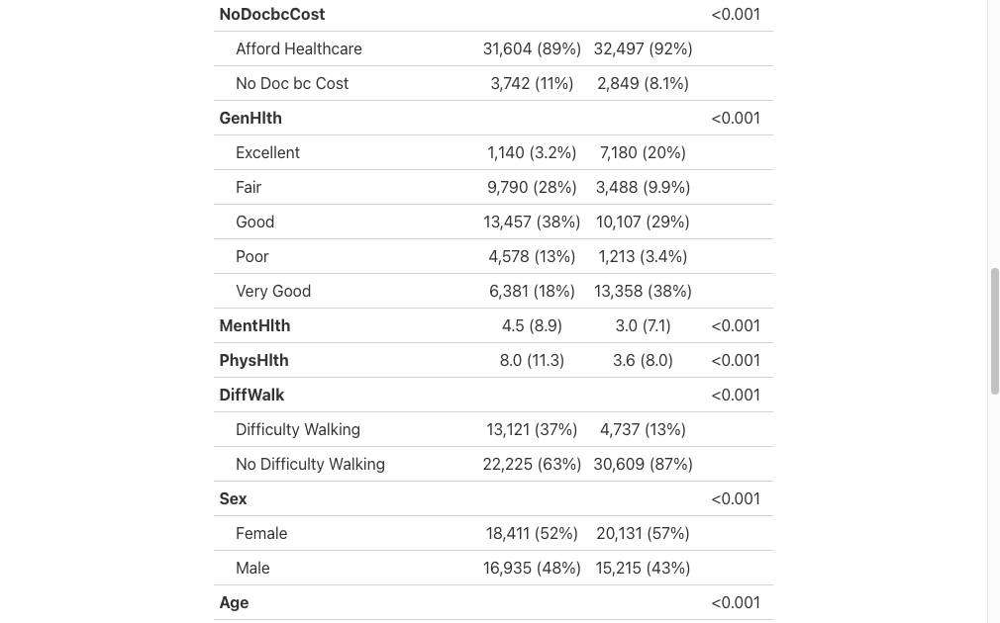 NoDocbcCost <0.001
Afford Healthcare 31,604 (89%) 32,497 (92%)
No Doc bc Cost 3,742 (11%) 2,849 (8.1%)
GenHlth <0.001
Excellent 1,140 (3.2%) 7,180 (20%)
Fair 9,790 (28%) 3,488 (9.9%)
Good 13,457 (38%) 10,107 (29%)
Poor 4,578 (13%) 1,213 (3.4%)
Very Good 6,381 (18%) 13,358 (38%)
MentHlth 4.5 (8.9) 3.0 (7.1) <0.001
PhysHlth 8.0 (11.3) 3.6 (8.0) <0.001
DiffWalk <0.001
Difficulty Walking 13,121 (37%) 4,737 (13%)
No Difficulty Walking 22,225 (63%) 30,609 (87%)
Sex <0.001
Female 18,411 (52%) 20,131 (57%)
Male 16,935 (48%) 15,215 (43%)
Age <0.001